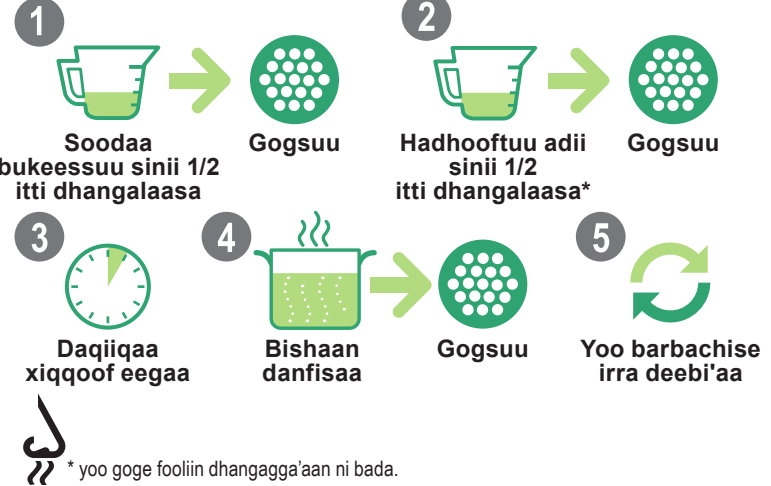 1
2
Soodaa
bukeessuu sinii 1/2
itti dhangalaasa
Gogsuu
Hadhooftuu adii
sinii 1/2
itti dhangalaasa*
Gogsuu
3
4
5
Daqiiqaa
xiqqoof eegaa
Bishaan
danfisaa
Gogsuu
Yoo barbachise
irra deebi'aa
* yoo goge fooliin dhangagga’aan ni bada.